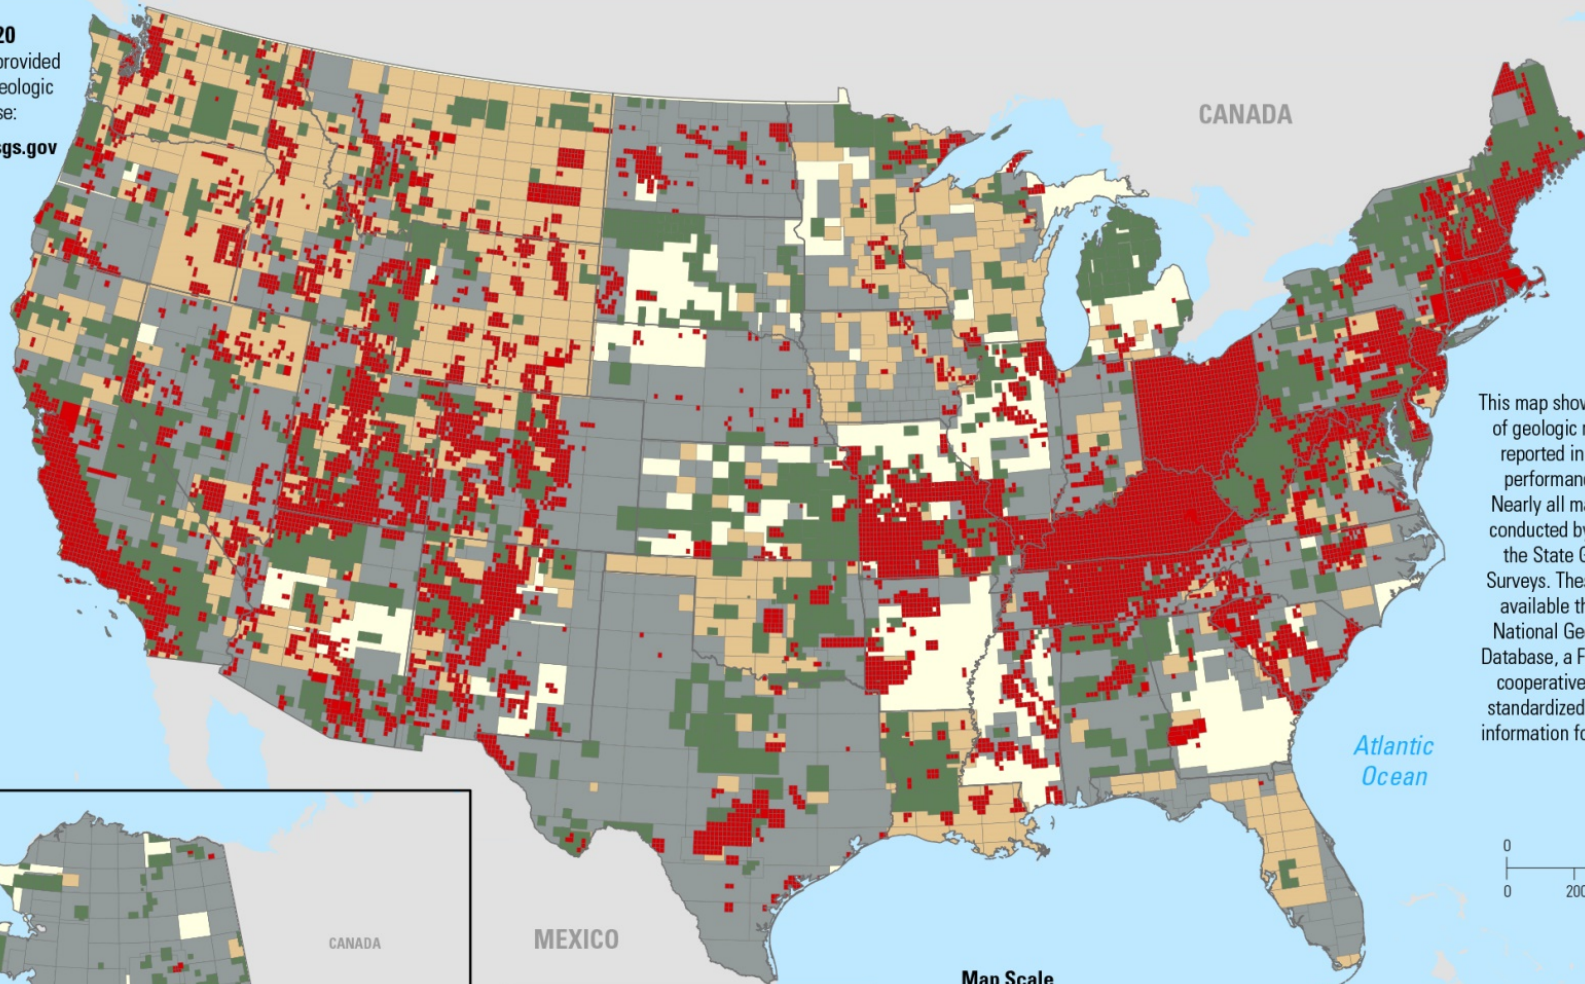 20
provided
eologic
se:
sgs.gov
CANADA
This map show
of geologic r
reported in
performanc
Nearly all ma
conducted by
the State G
Surveys. Thes
available th
National Ge
Database, a F
cooperative
standardized
information fo
Atlantic
Ocean
0
0
200
CANADA
MEXICO
Map Scale